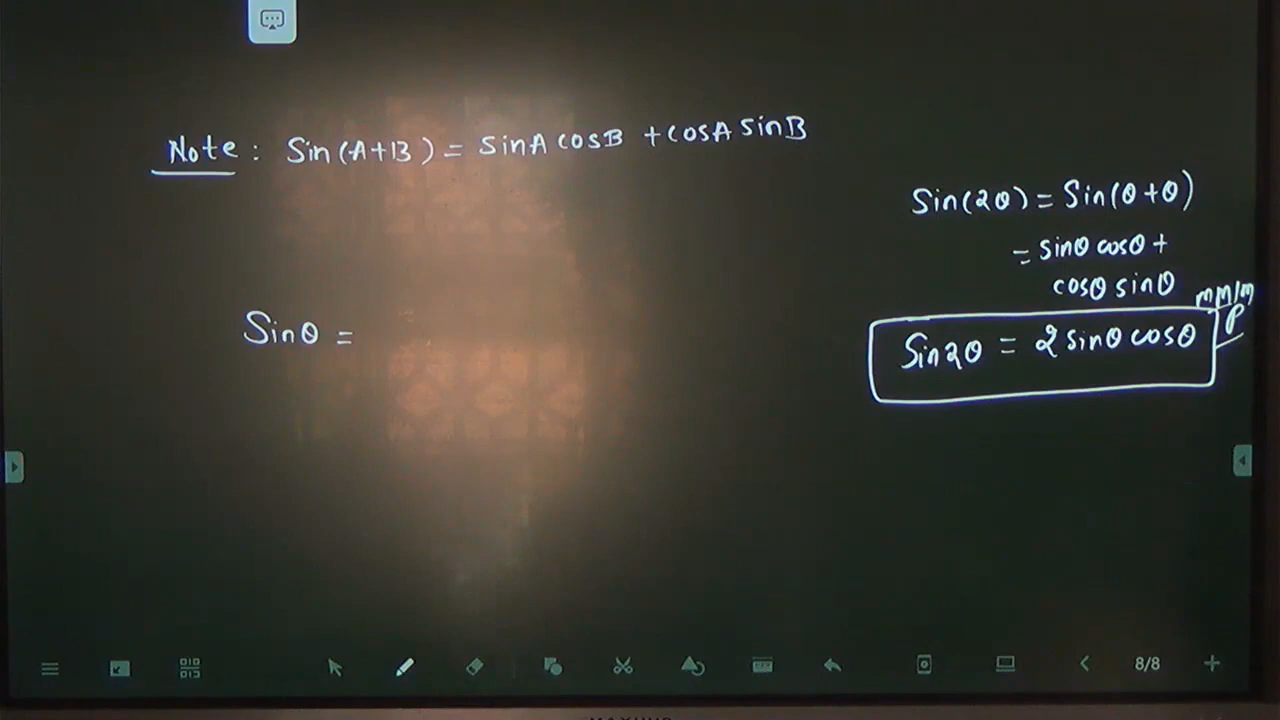 Note : Sin(A+B) = sinA cosB + cosA sinB
Sin(2θ) = Sin(θ+θ)
= sinθ cosθ +
cosθ sinθ
Sinθ =
Sin2θ = 2 sinθ cosθ
8/8